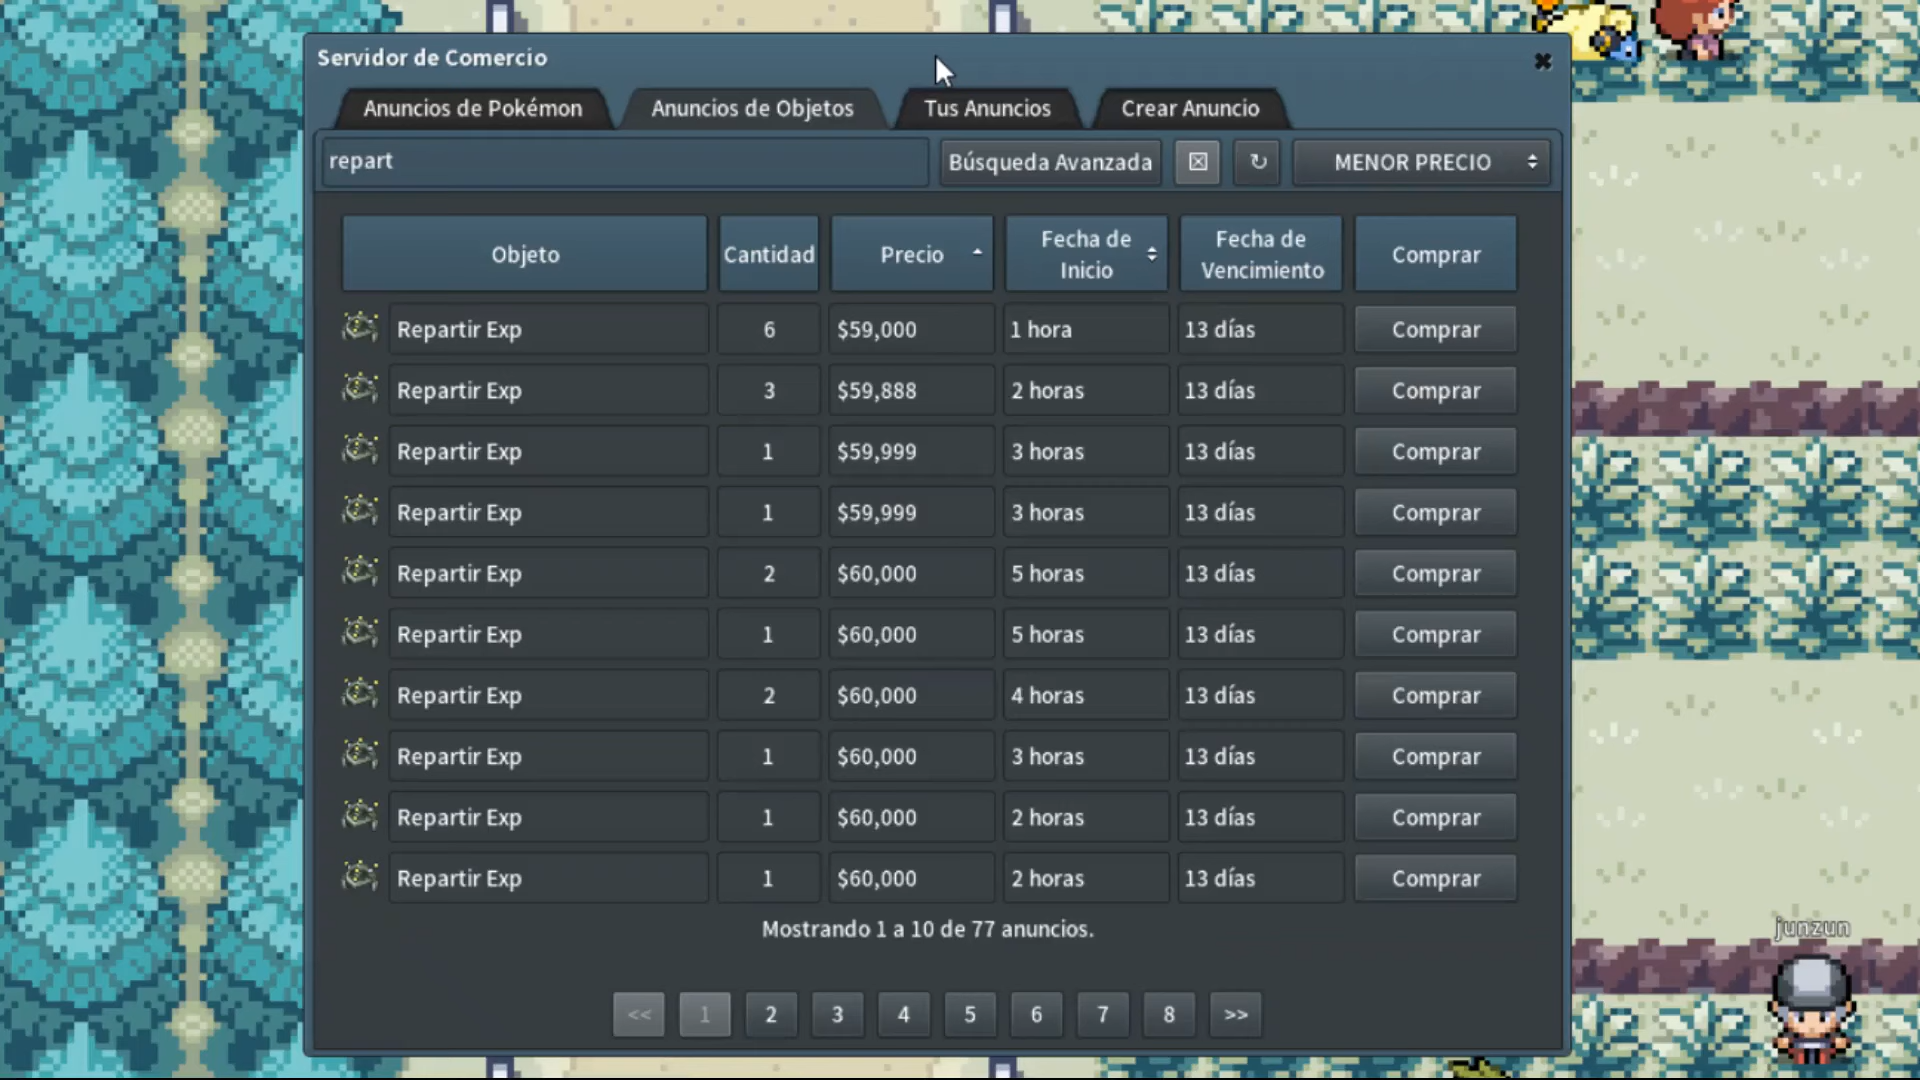 Servidor de Comercio
Anuncios de Pokémon Anuncios de Objetos Tus Anuncios Crear Anuncio
repart Búsqueda Avanzada MENOR PRECIO
Objeto Cantidad Precio Fecha de Inicio Fecha de Vencimiento Comprar
Repartir Exp 6 $59,000 1 hora 13 días Comprar
Repartir Exp 3 $59,888 2 horas 13 días Comprar
Repartir Exp 1 $59,999 3 horas 13 días Comprar
Repartir Exp 1 $59,999 3 horas 13 días Comprar
Repartir Exp 2 $60,000 5 horas 13 días Comprar
Repartir Exp 1 $60,000 5 horas 13 días Comprar
Repartir Exp 2 $60,000 4 horas 13 días Comprar
Repartir Exp 1 $60,000 3 horas 13 días Comprar
Repartir Exp 1 $60,000 2 horas 13 días Comprar
Repartir Exp 1 $60,000 2 horas 13 días Comprar
Mostrando 1 a 10 de 77 anuncios.
junzun
<< 1 2 3 4 5 6 7 8 >>